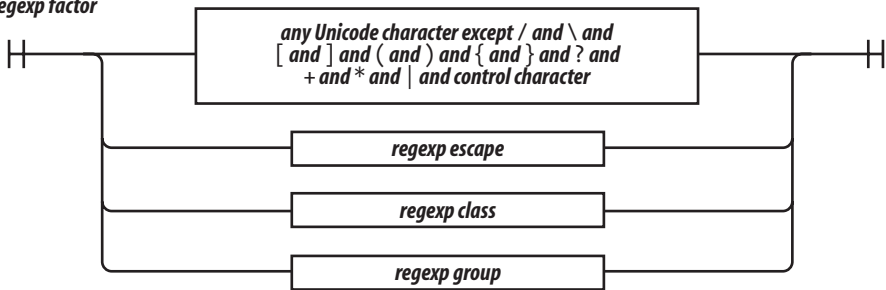 egexp factor
any Unicode character except / and \ and
[ and ] and ( and ) and { and } and ? and
+ and * and | and control character
regexp escape
regexp class
regexp group